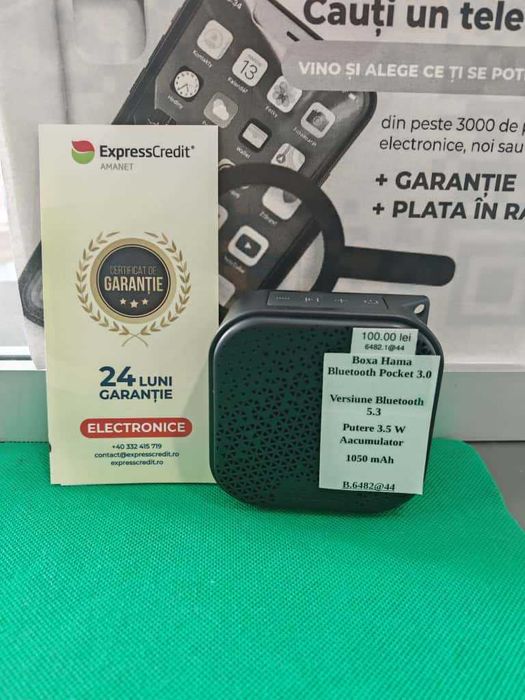 Cauți un tele
VINO ȘI ALEGE CE ȚI SE POT
din peste 3000 de
electronice, noi sau
+ GARANȚIE
+ PLATA ÎN RA
13
ExpressCredit®
AMANET
CERTIFICAT DE
GARANȚIE
24 LUNI
GARANȚIE
ELECTRONICE
+40 332 415 719
contact@expresscredit.ro
expresscredit.ro
100.00 lei
6482.1@44
Boxa Hama
Bluetooth Pocket 3.0
Versiune Bluetooth
5.3
Putere 3.5 W
Aacumulator
1050 mAh
B.6482@44